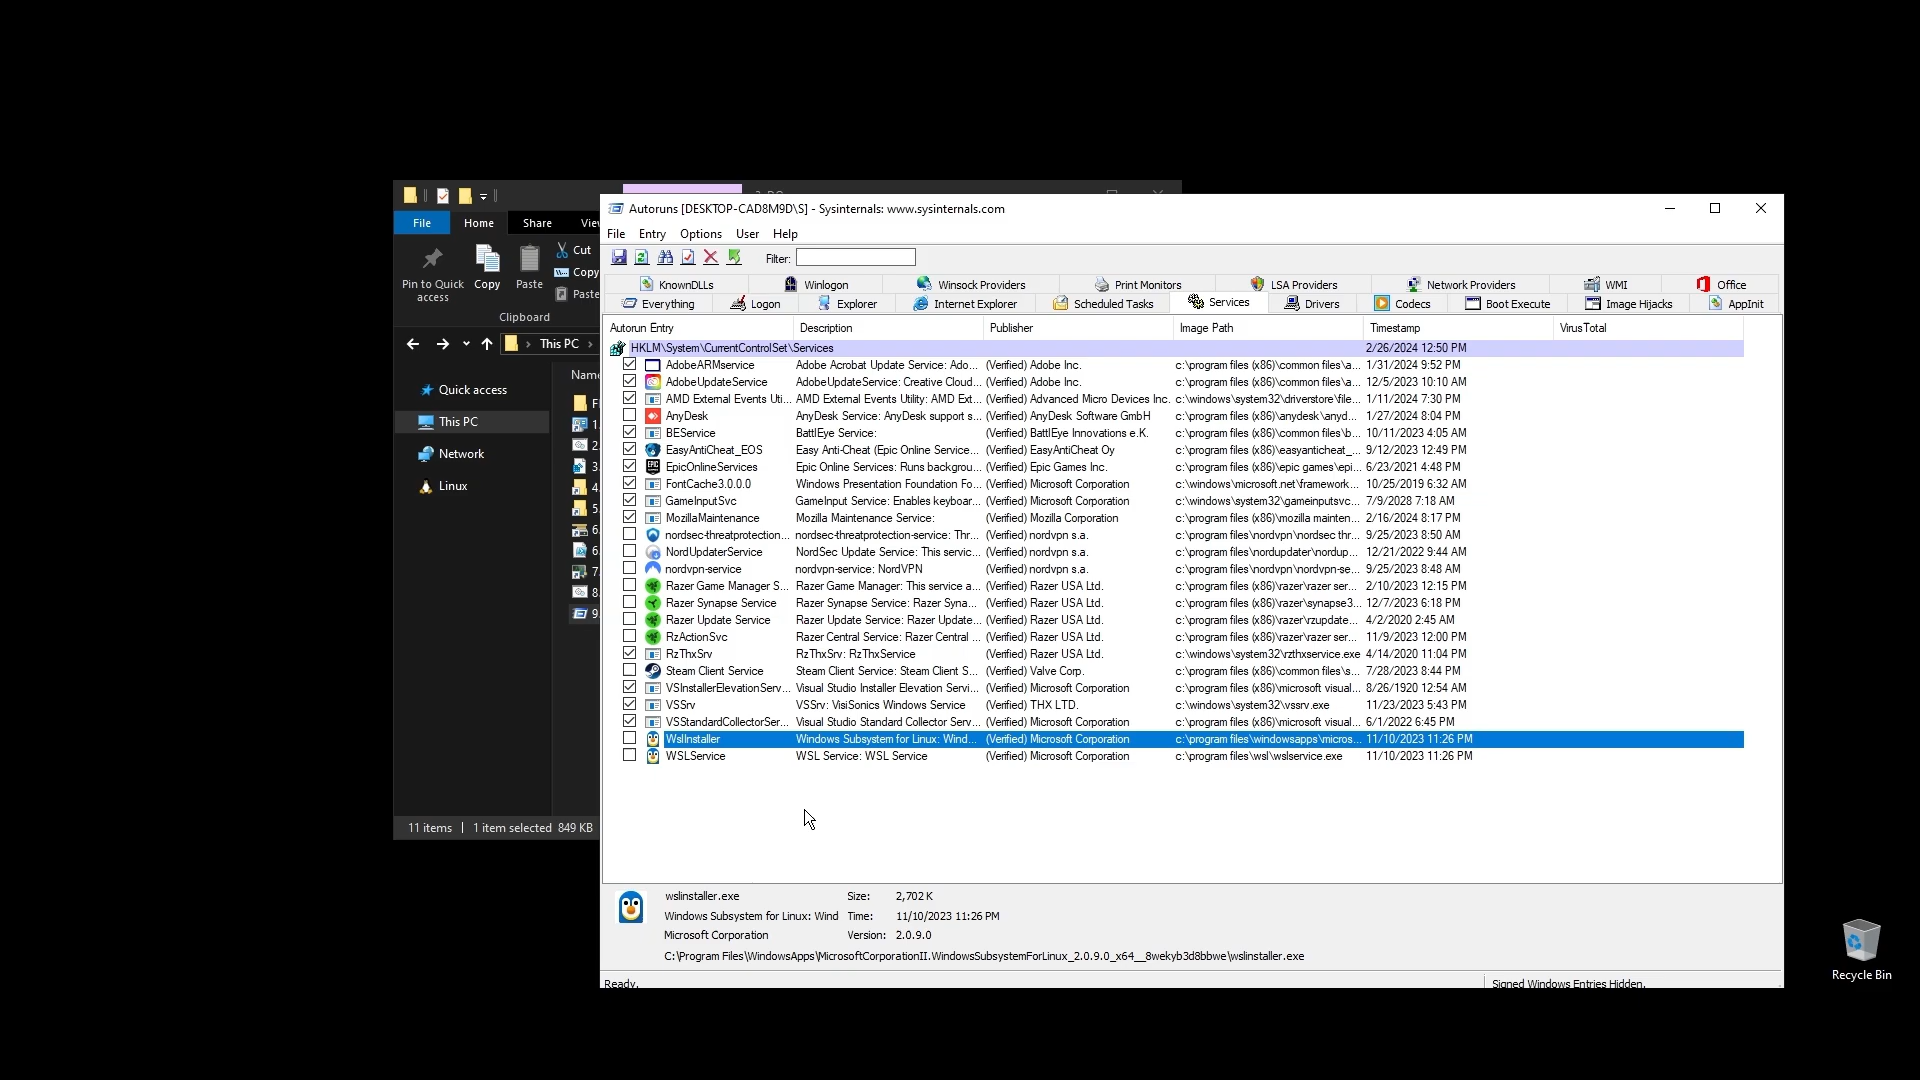 File
Home
Share
Pin to Quick
access
Copy
Paste
Cut
Copy
Paste
Clipboard
This PC
Quick access
This PC
Network
Linux
Name
1.
2.
3.
4.
5.
6.
6.
7.
8.
9.
11 items | 1 item selected 849 KB
Autoruns [DESKTOP-CAD8M9D\S] - Sysinternals: www.sysinternals.com
File Entry Options User Help
Filter:
KnownDLLs Winlogon Winsock Providers Print Monitors LSA Providers Network Providers WMI Office
Everything Logon Explorer Internet Explorer Scheduled Tasks Services Drivers Codecs Boot Execute Image Hijacks AppInit
Autorun Entry Description Publisher Image Path Timestamp VirusTotal
HKLM\System\CurrentControlSet\Services 2/26/2024 12:50 PM
AdobeARMservice Adobe Acrobat Update Service: Ado... (Verified) Adobe Inc. c:\program files (x86)\common files\a... 1/31/2024 9:52 PM
AdobeUpdateService AdobeUpdateService: Creative Cloud... (Verified) Adobe Inc. c:\program files (x86)\common files\a... 12/5/2023 10:10 AM
AMD External Events Uti... AMD External Events Utility: AMD Ext... (Verified) Advanced Micro Devices Inc. c:\windows\system32\driverstore\file... 1/11/2024 7:30 PM
AnyDesk AnyDesk Service: AnyDesk support s... (Verified) AnyDesk Software GmbH c:\program files (x86)\anydesk\anyd... 1/27/2024 8:04 PM
BEService BattlEye Service: (Verified) BattlEye Innovations e.K. c:\program files (x86)\common files\b... 10/11/2023 4:05 AM
EasyAntiCheat_EOS Easy Anti-Cheat (Epic Online Service... (Verified) EasyAntiCheat Oy c:\program files (x86)\easyanticheat_... 9/12/2023 12:49 PM
EpicOnlineServices Epic Online Services: Runs backgrou... (Verified) Epic Games Inc. c:\program files (x86)\epic games\epi... 6/23/2021 4:48 PM
FontCache3.0.0.0 Windows Presentation Foundation Fo... (Verified) Microsoft Corporation c:\windows\microsoft.net\framework... 10/25/2019 6:32 AM
GameInputSvc GameInput Service: Enables keyboar... (Verified) Microsoft Corporation c:\windows\system32\gameinputsvc... 7/9/2028 7:18 AM
MozillaMaintenance Mozilla Maintenance Service: (Verified) Mozilla Corporation c:\program files (x86)\mozilla mainten... 2/16/2024 8:17 PM
nordsec-threatprotection... nordsec-threatprotection-service: Thr... (Verified) nordvpn s.a. c:\program files\nordvpn\nordsec thr... 9/25/2023 8:50 AM
NordUpdaterService NordSec Update Service: This servic... (Verified) nordvpn s.a. c:\program files\nordupdater\nordup... 12/21/2022 9:44 AM
nordvpn-service nordvpn-service: NordVPN (Verified) nordvpn s.a. c:\program files\nordvpn\nordvpn-se... 9/25/2023 8:48 AM
Razer Game Manager S... Razer Game Manager: This service a... (Verified) Razer USA Ltd. c:\program files (x86)\razer\razer ser... 2/10/2023 12:15 PM
Razer Synapse Service Razer Synapse Service: Razer Syna... (Verified) Razer USA Ltd. c:\program files (x86)\razer\synapse3... 12/7/2023 6:18 PM
Razer Update Service Razer Update Service: Razer Update... (Verified) Razer USA Ltd. c:\program files (x86)\razer\rzupdate... 4/2/2020 2:45 AM
RzActionSvc Razer Central Service: Razer Central ... (Verified) Razer USA Ltd. c:\program files (x86)\razer\razer ser... 11/9/2023 12:00 PM
RzThxSrv RzThxSrv: RzThxService (Verified) Razer USA Ltd. c:\windows\system32\rzthxservice.exe 4/14/2020 11:04 PM
Steam Client Service Steam Client Service: Steam Client S... (Verified) Valve Corp. c:\program files (x86)\common files\s... 7/28/2023 8:44 PM
VSInstallerElevationServ... Visual Studio Installer Elevation Servi... (Verified) Microsoft Corporation c:\program files (x86)\microsoft visual... 8/26/1920 12:54 AM
VSSrv VSSrv: VisiSonics Windows Service (Verified) THX LTD. c:\windows\system32\vssrv.exe 11/23/2023 5:43 PM
VSStandardCollectorSer... Visual Studio Standard Collector Serv... (Verified) Microsoft Corporation c:\program files (x86)\microsoft visual... 6/1/2022 6:45 PM
WslInstaller Windows Subsystem for Linux: Wind... (Verified) Microsoft Corporation c:\program files\windowsapps\micros... 11/10/2023 11:26 PM
WSLService WSL Service: WSL Service (Verified) Microsoft Corporation c:\program files\wsl\wslservice.exe 11/10/2023 11:26 PM
wslinstaller.exe Size: 2,702 K
Windows Subsystem for Linux: Wind Time: 11/10/2023 11:26 PM
Microsoft Corporation Version: 2.0.9.0
C:\Program Files\WindowsApps\MicrosoftCorporationII.WindowsSubsystemForLinux_2.0.9.0_x64__8wekyb3d8bbwe\wslinstaller.exe
Ready. Signed Windows Entries Hidden.
Recycle Bin